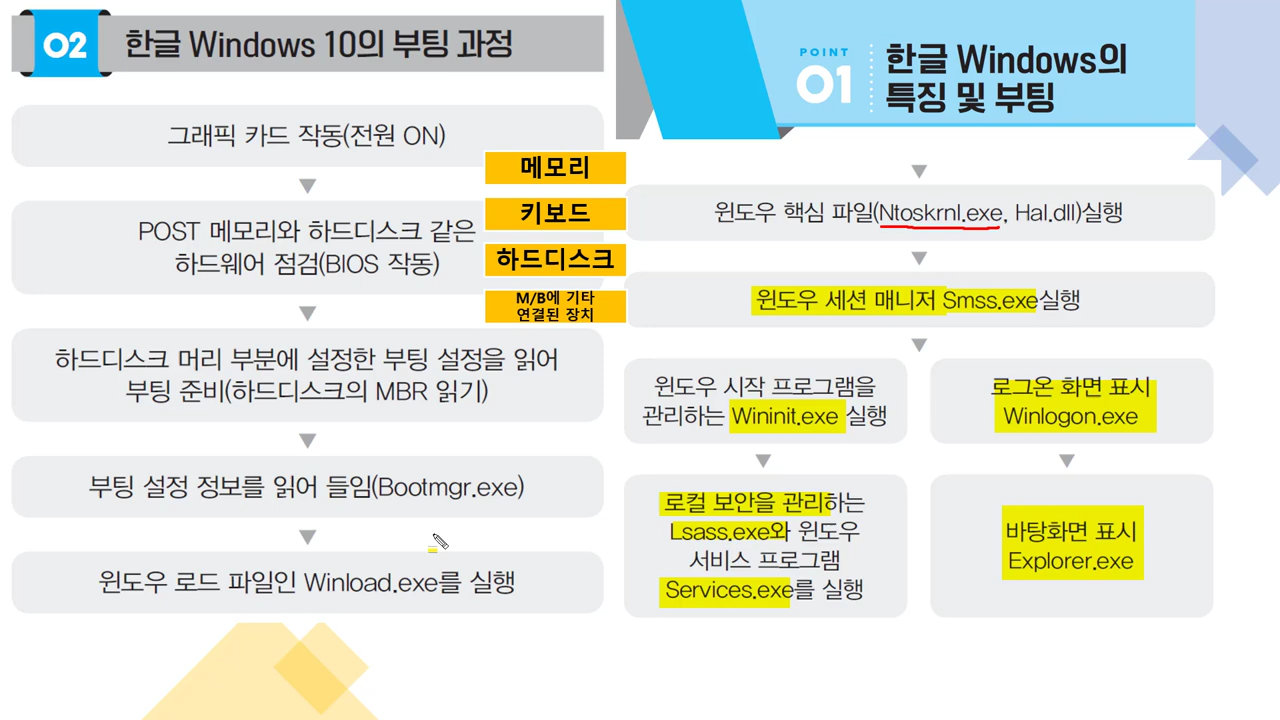 02
한글 Windows 10의 부팅 과정
그래픽 카드 작동(전원 ON)
POST 메모리와 하드디스크 같은
하드웨어 점검(BIOS 작동)
메모리
키보드
하드디스크
M/B에 기타
연결된 장치
하드디스크 머리 부분에 설정한 부팅 설정을 읽어
부팅 준비(하드디스크의 MBR 읽기)
부팅 설정 정보를 읽어 들임(Bootmgr.exe)
윈도우 로드 파일인 Winload.exe를 실행
POINT
01
한글 Windows의
특징 및 부팅
윈도우 핵심 파일(Ntoskrnl.exe, Hal.dll)실행
윈도우 세션 매니저 Smss.exe실행
윈도우 시작 프로그램을
관리하는 Wininit.exe 실행
로그온 화면 표시
Winlogon.exe
로컬 보안을 관리하는
Lsass.exe와 윈도우
서비스 프로그램
Services.exe를 실행
바탕화면 표시
Explorer.exe